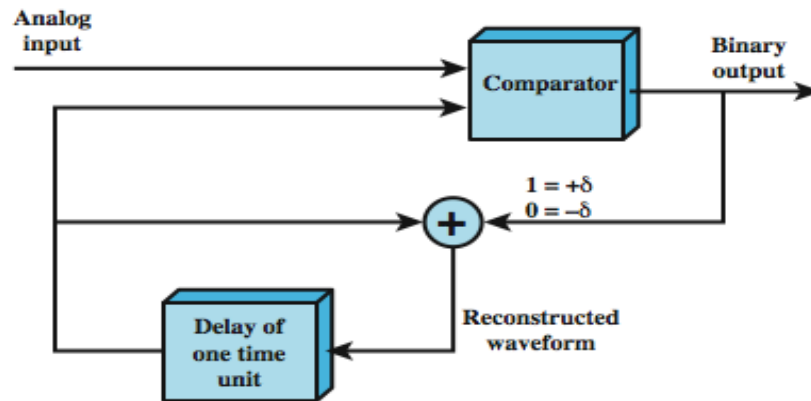 Analog
input
Comparator
Binary
output
1 = +δ
0 = –δ
+
Delay of
one time
unit
Reconstructed
waveform